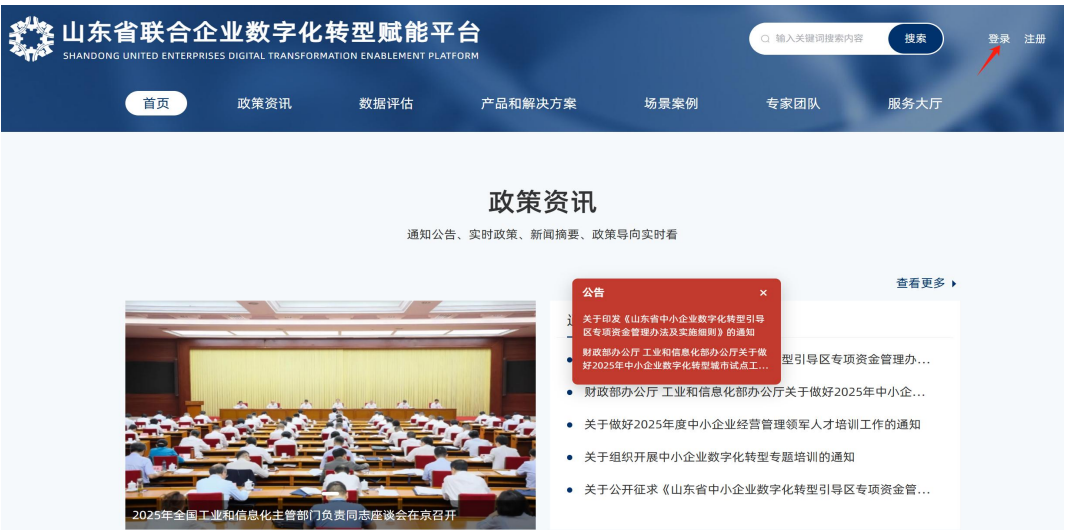 山东省联合企业数字化转型赋能平台
SHANDONG UNITED ENTERPRISES DIGITAL TRANSFORMATION ENABLEMENT PLATFORM
输入关键词搜索内容
搜索
登录
注册
首页
政策资讯
数据评估
产品和解决方案
场景案例
专家团队
服务大厅
政策资讯
通知公告、实时政策、新闻摘要、政策导向实时看
查看更多
公告
×
关于印发《山东省中小企业数字化转型引导
区专项资金管理办法及实施细则》的通知
财政部办公厅 工业和信息化部办公厅关于做
好2025年中小企业数字化转型城市试点工...
型引导区专项资金管理办...
财政部办公厅 工业和信息化部办公厅关于做好2025年中小企...
关于做好2025年度中小企业经营管理领军人才培训工作的通知
关于组织开展中小企业数字化转型专题培训的通知
关于公开征求《山东省中小企业数字化转型引导区专项资金管...
2025年全国工业和信息化主管部门负责同志座谈会在京召开